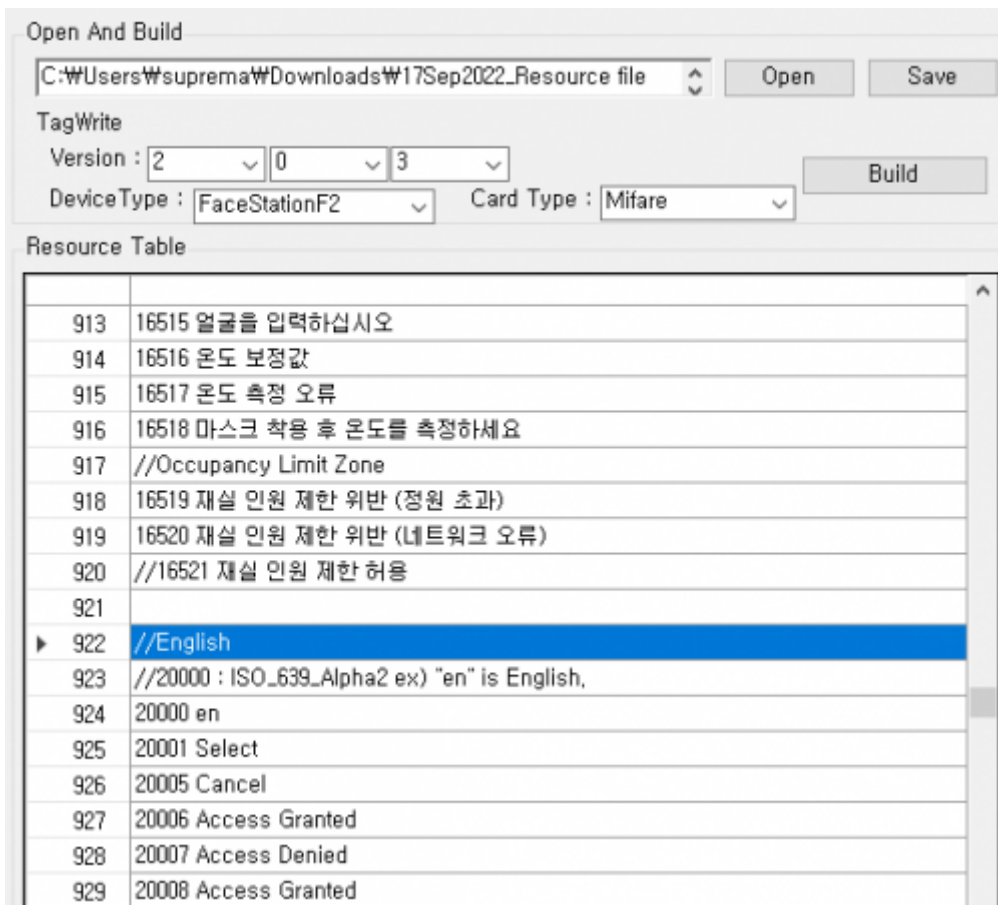 Open And Build
C:₩Users₩suprema₩Downloads₩17Sep2022_Resource file Open Save
TagWrite
Version : 2 0 3
Build
DeviceType : FaceStationF2 Card Type : Mifare
Resource Table
913 16515 얼굴을 입력하십시오
914 16516 온도 보정값
915 16517 온도 측정 오류
916 16518 마스크 착용 후 온도를 측정하세요
917 //Occupancy Limit Zone
918 16519 재실 인원 제한 위반 (정원 초과)
919 16520 재실 인원 제한 위반 (네트워크 오류)
920 //16521 재실 인원 제한 허용
921
922 //English
923 //20000 : ISO_639_Alpha2 ex) "en" is English,
924 20000 en
925 20001 Select
926 20005 Cancel
927 20006 Access Granted
928 20007 Access Denied
929 20008 Access Granted